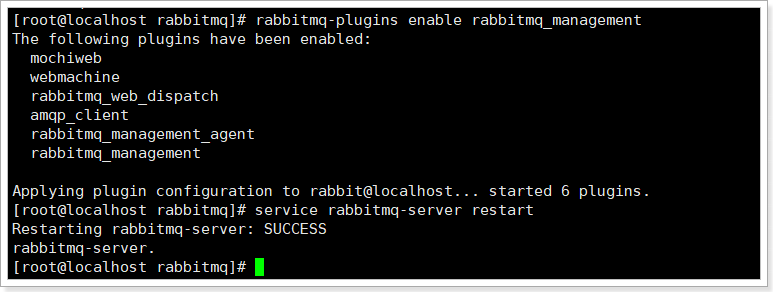 [root@localhost rabbitmq]# rabbitmq-plugins enable rabbitmq_management
The following plugins have been enabled:
  mochiweb
  webmachine
  rabbitmq_web_dispatch
  amqp_client
  rabbitmq_management_agent
  rabbitmq_management

Applying plugin configuration to rabbit@localhost... started 6 plugins.
[root@localhost rabbitmq]# service rabbitmq-server restart
Restarting rabbitmq-server: SUCCESS
rabbitmq-server.
[root@localhost rabbitmq]#